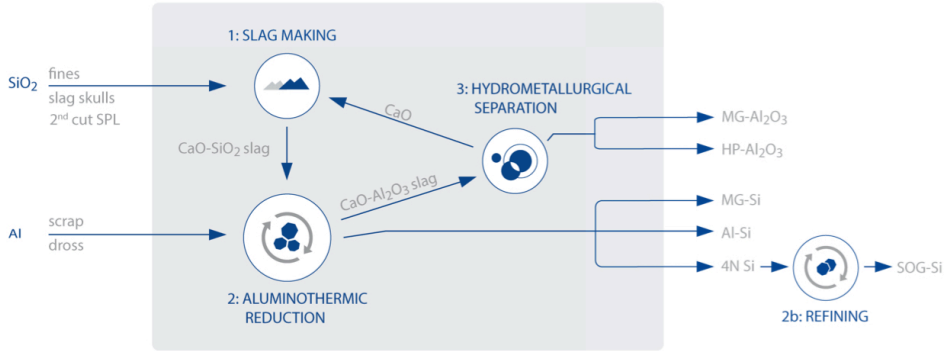 1: SLAG MAKING
SiO₂
fines
slag skulls
2ⁿᵈ cut SPL
3: HYDROMETALLURGICAL
SEPARATION
CaO
MG-Al₂O₃
HP-Al₂O₃
CaO-SiO₂ slag
CaO-Al₂O₃ slag
MG-Si
Al
scrap
dross
Al-Si
4N Si
SOG-Si
2: ALUMINOTHERMIC
REDUCTION
2b: REFINING